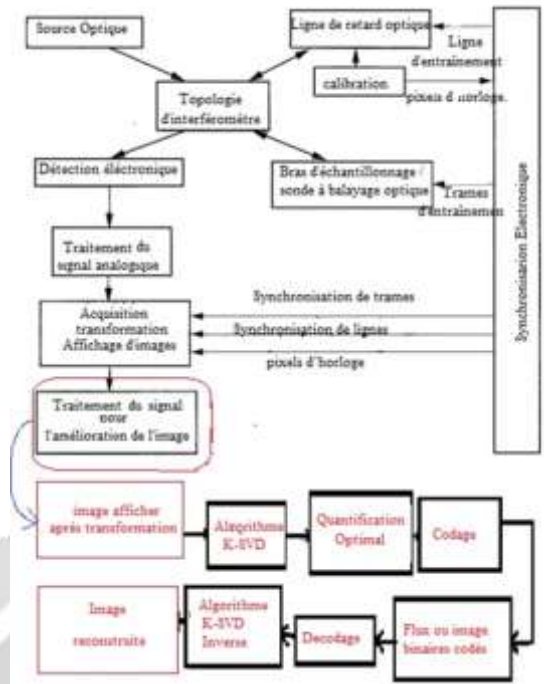 Source Optique
Ligne de retard optique
Ligne
d'entraînement
calibration
pixels d'horloge.
Topologie
d'interféromètre
Détection électronique
Bras d'échantillonnage /
sonde à balayage optique
Trames
d'entraînemen
Synchronisation Electronique
Traitement du
signal analogique
Synchronisation de trames
Acquisition
transformation
Affichage d'images
Synchronisation de lignes
pixels d'horloge
Traitement du signal
pour
l'amélioration de l'image
image afficher
après transformation
Algorithme
K-SVD
Quantification
Optimal
Codage
Image
reconstruite
Algorithme
K-SVD
Inverse
Decodage
Flux ou image
binaires codés